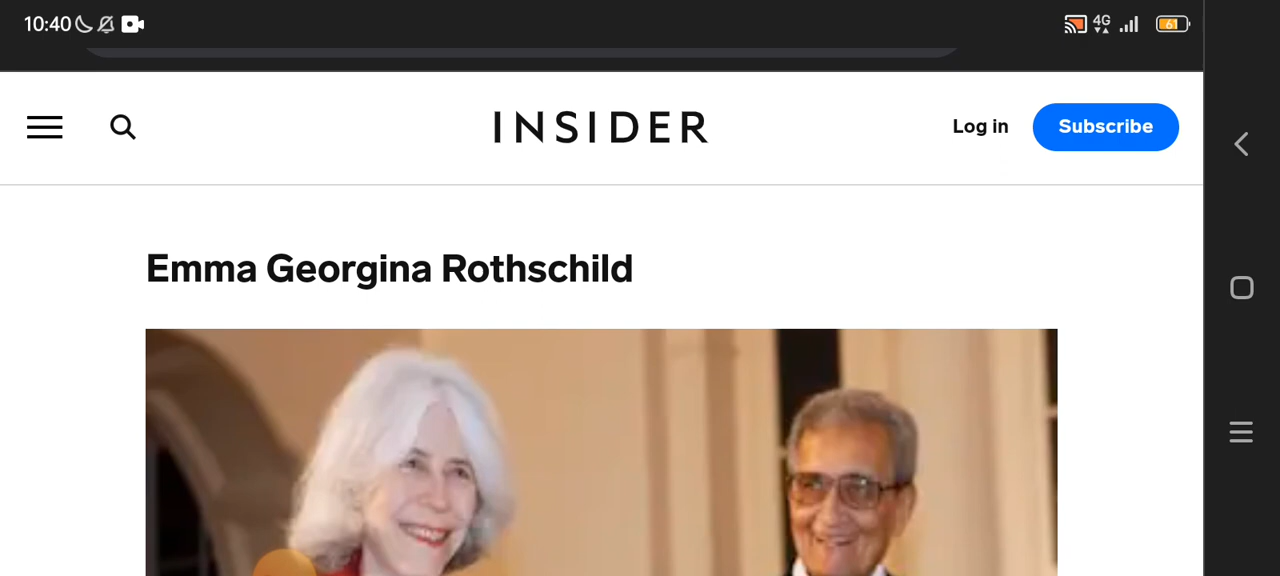 10:40
4G
61
INSIDER
Log in
Subscribe
Emma Georgina Rothschild